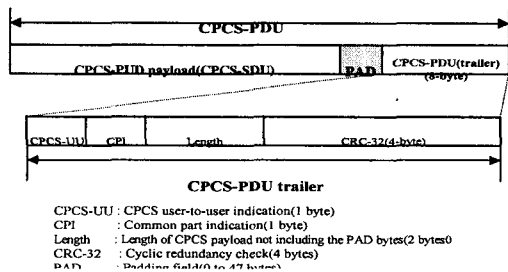 CPCS-PDU
CPCS-PUD payload(CPCS-SDU)
PAD
CPCS-PDU(trailer)
(8-byte)
CPCS-UU
CPI
Length
CRC-32(4-byte)
CPCS-PDU trailer
CPCS-UU : CPCS user-to-user indication(1 byte)
CPI : Common part indication(1 byte)
Length : Length of CPCS payload not including the PAD bytes(2 bytes0
CRC-32 : Cyclic redundancy check(4 bytes)
PAD : Padding field(0 to 47 bytes)